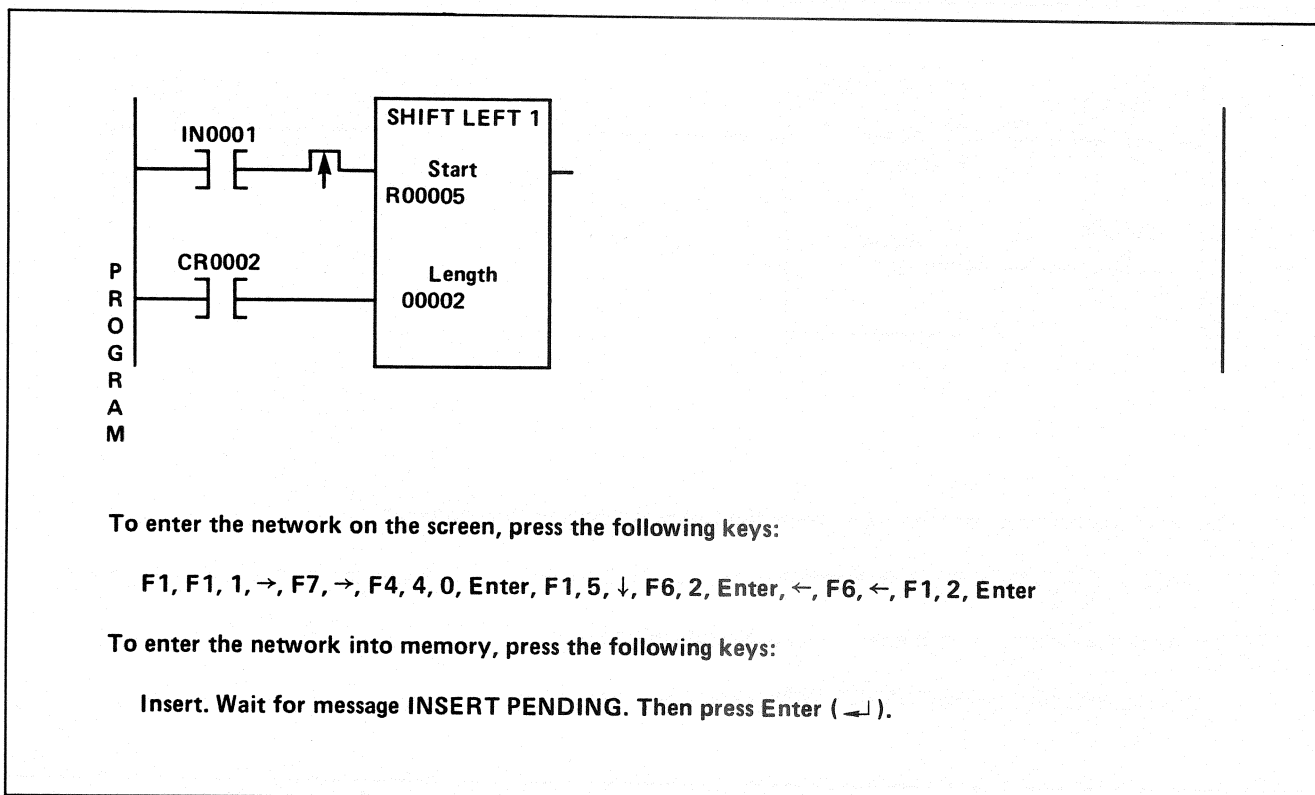 SHIFT LEFT 1
IN0001
Start
R00005
CR0002
Length
00002
PROGRAM
To enter the network on the screen, press the following keys:
F1, F1, 1, →, F7, →, F4, 4, 0, Enter, F1, 5, ↓, F6, 2, Enter, ←, F6, ←, F1, 2, Enter
To enter the network into memory, press the following keys:
Insert. Wait for message INSERT PENDING. Then press Enter (↵).